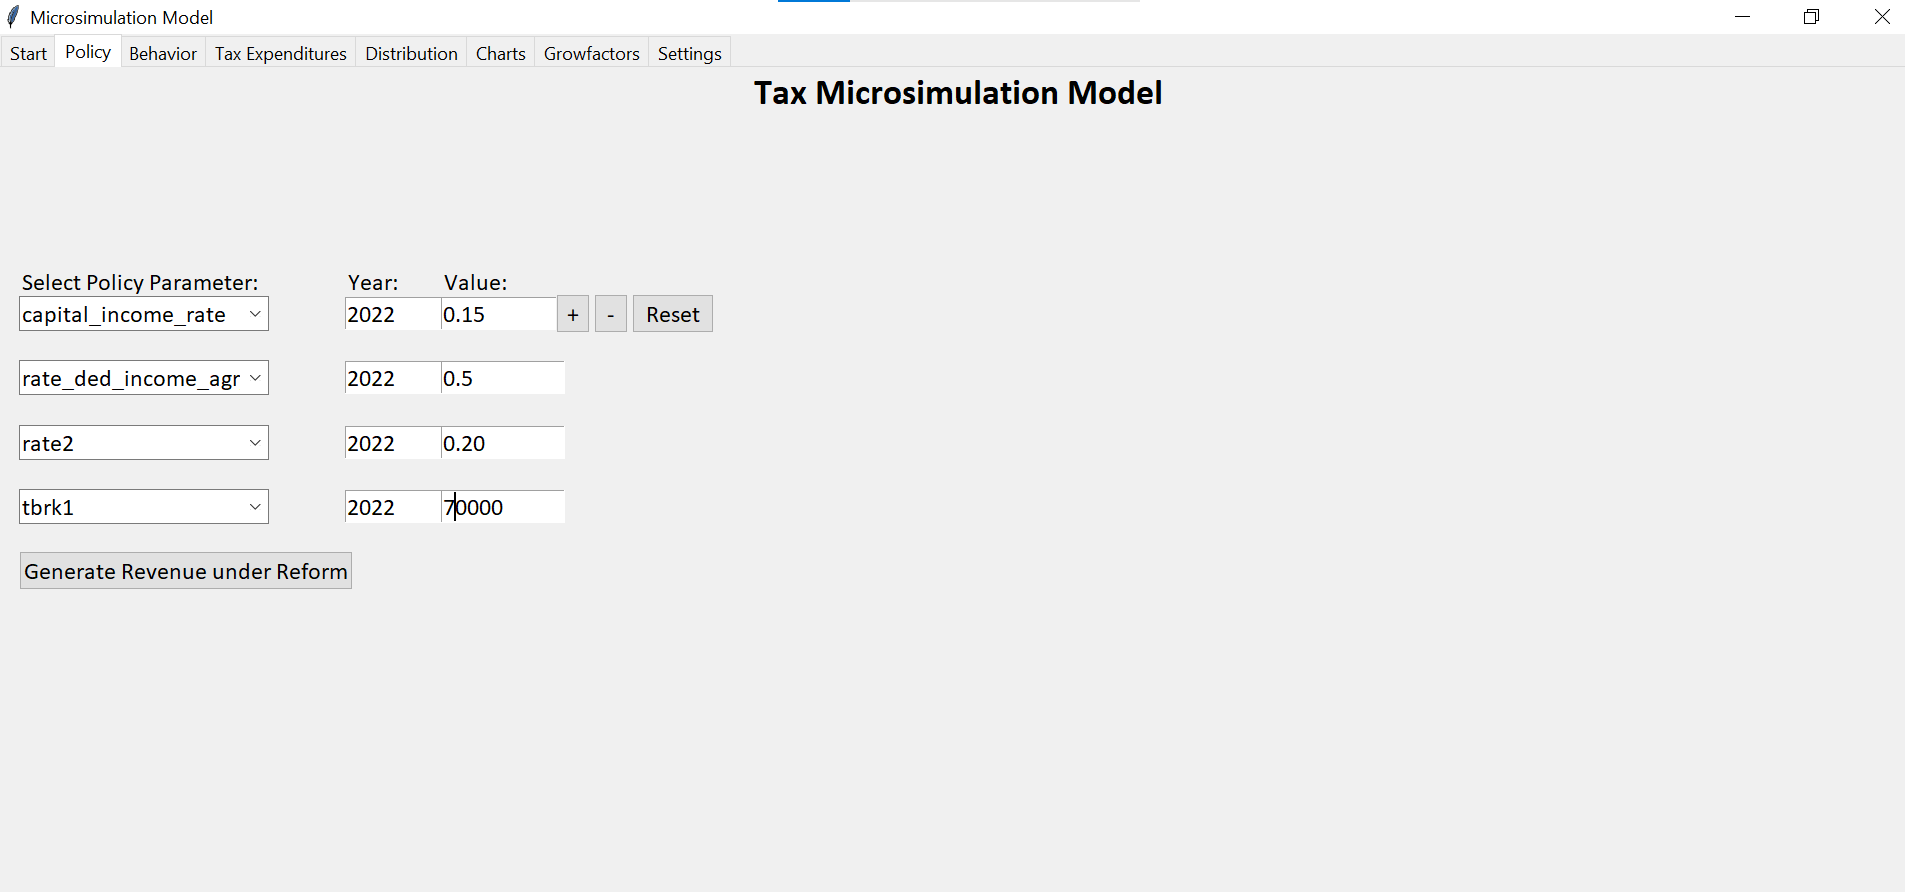 Microsimulation Model
Start Policy Behavior Tax Expenditures Distribution Charts Growfactors Settings
Tax Microsimulation Model
Select Policy Parameter: Year: Value:
capital_income_rate 2022 0.15 + - Reset
rate_ded_income_agr 2022 0.5
rate2 2022 0.20
tbrk1 2022 70000
Generate Revenue under Reform